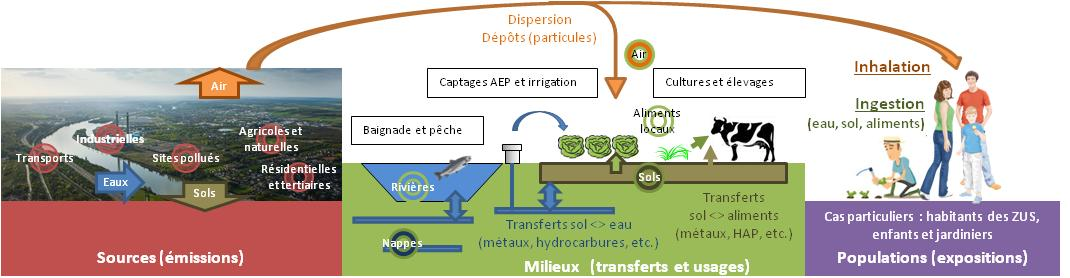 Dispersion
Dépôts (particules)
Air
Air
Captages AEP et irrigation
Cultures et élevages
Inhalation
Ingestion
(eau, sol, aliments)
Baignade et pêche
Aliments
locaux
Industrielles
Agricoles et
naturelles
Transports
Sites pollués
Résidentielles
et tertiaires
Eaux
Sols
Rivières
Sols
Nappes
Transferts sol <> eau
(métaux, hydrocarbures, etc.)
Transferts
sol <> aliments
(métaux, HAP, etc.)
Cas particuliers : habitants des ZUS,
enfants et jardiniers
Sources (émissions)
Milieux (transferts et usages)
Populations (expositions)